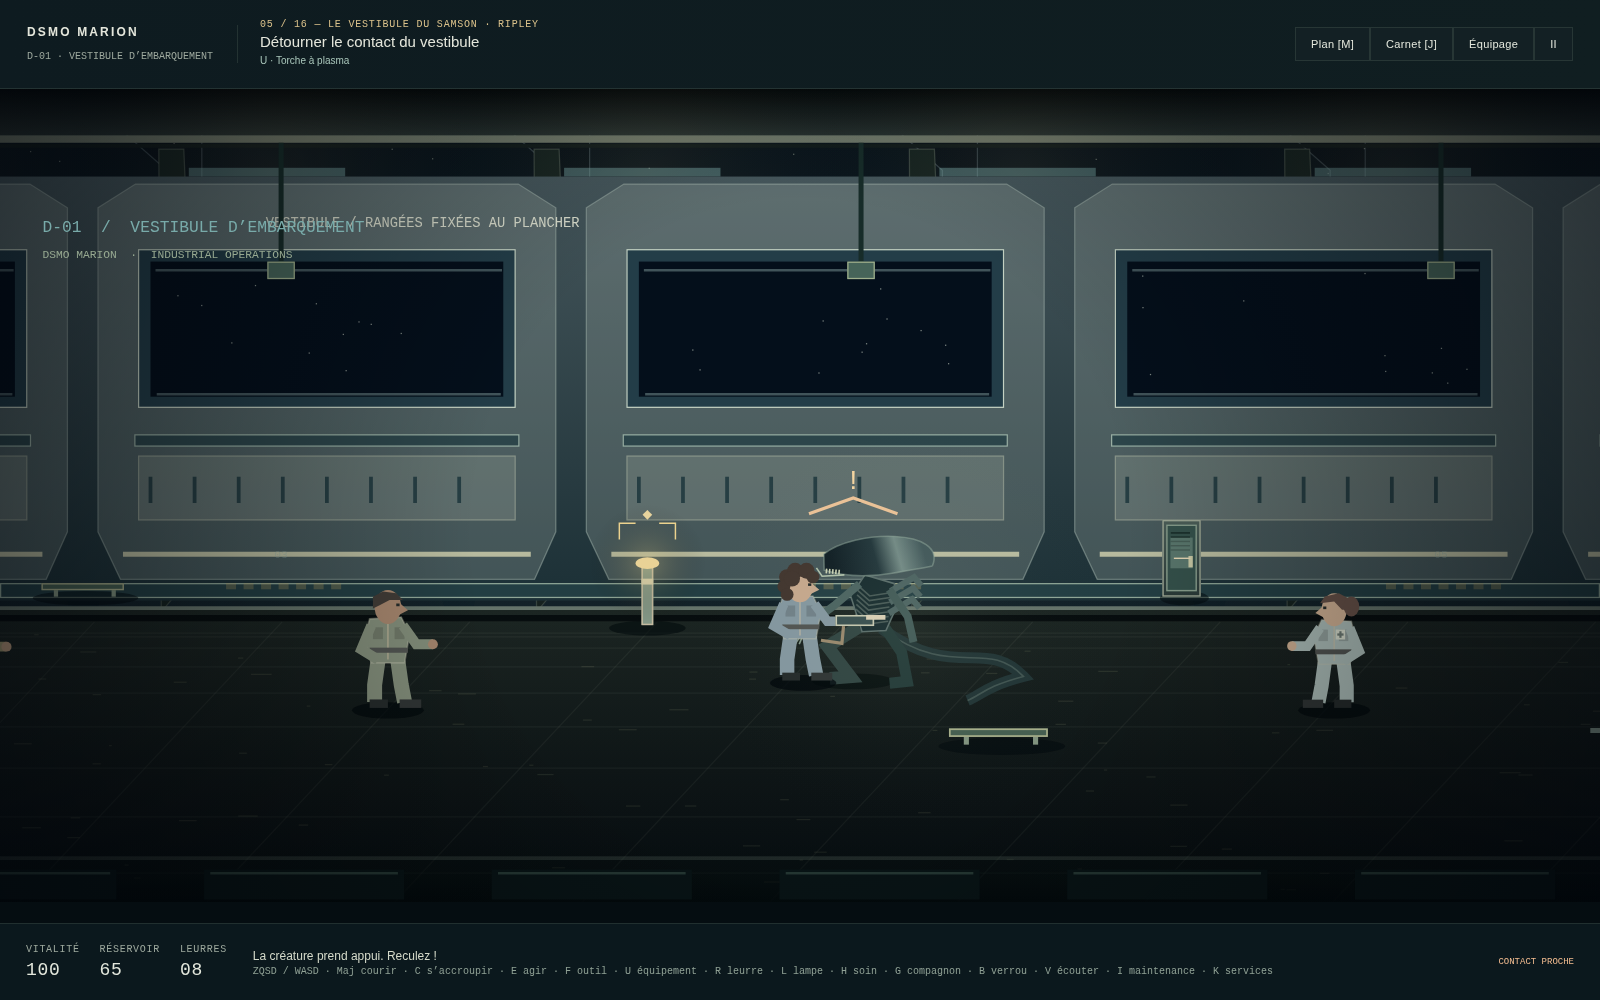 DSMO MARION
D-01 · VESTIBULE D’EMBARQUEMENT
05 / 16 — LE VESTIBULE DU SAMSON · RIPLEY
Détourner le contact du vestibule
U · Torche à plasma
Plan [M]
Carnet [J]
Équipage
II
VESTIBULE / RANGÉES FIXÉES AU PLANCHER
D-01 / VESTIBULE D’EMBARQUEMENT
DSMO MARION · INDUSTRIAL OPERATIONS
!
VITALITÉ
100
RÉSERVOIR
65
LEURRES
08
La créature prend appui. Reculez !
ZQSD / WASD · Maj courir · C s’accroupir · E agir · F outil · U équipement · R leurre · L lampe · H soin · G compagnon · B verrou · V écouter · I maintenance · K services
CONTACT PROCHE